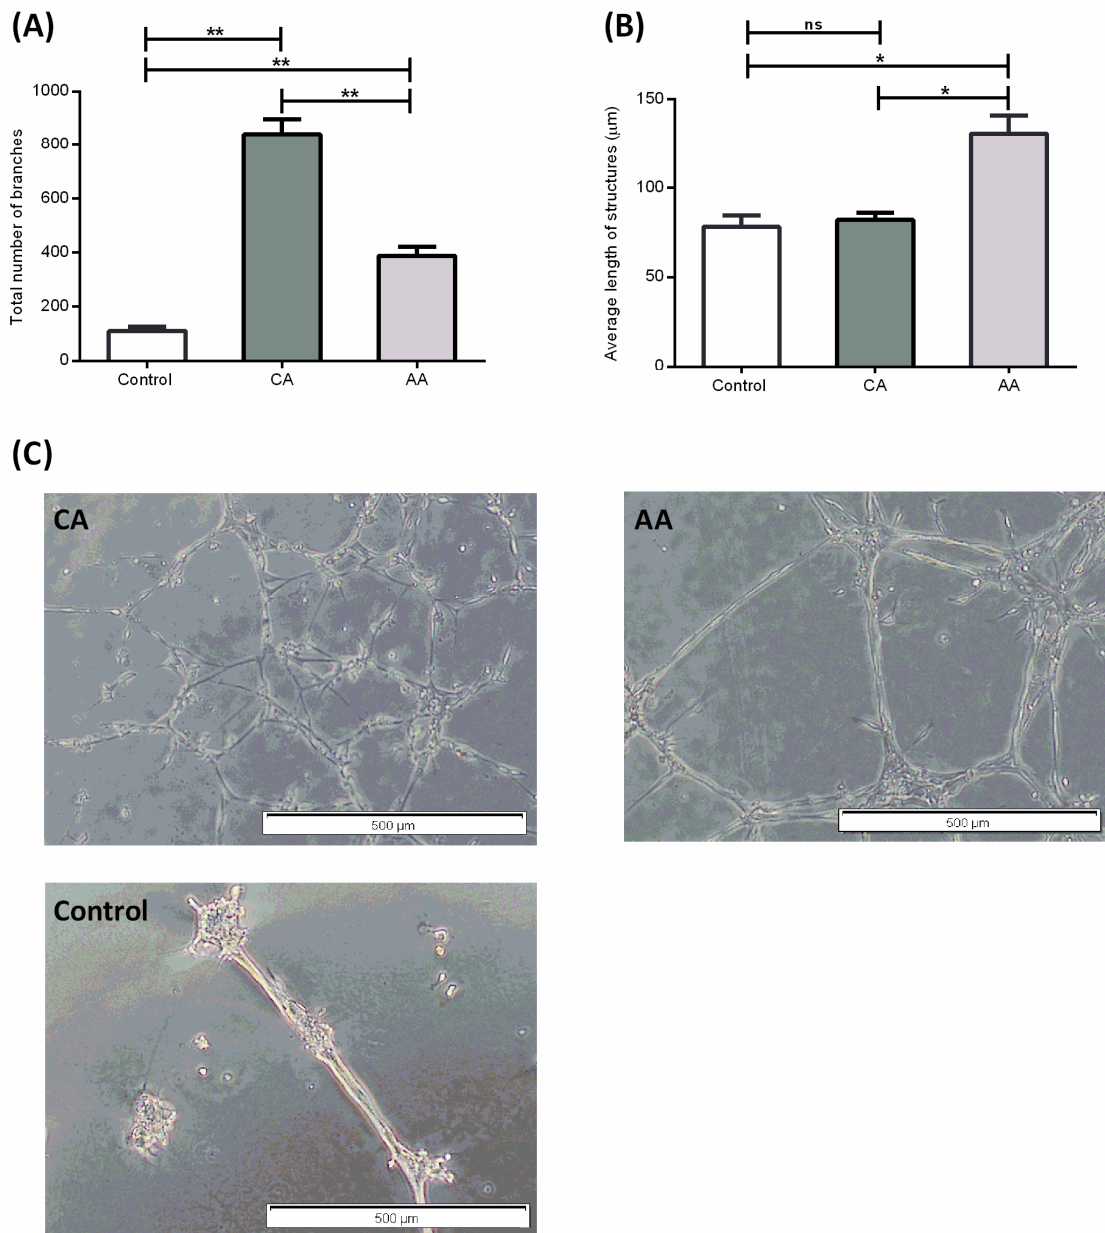 (A)
**
**
**
1000
800
600
400
200
0
Total number of branches
Control CA AA
(B)
ns
*
*
150
100
50
0
Average length of structures (µm)
Control CA AA
(C)
CA
500 µm
AA
500 µm
Control
500 µm